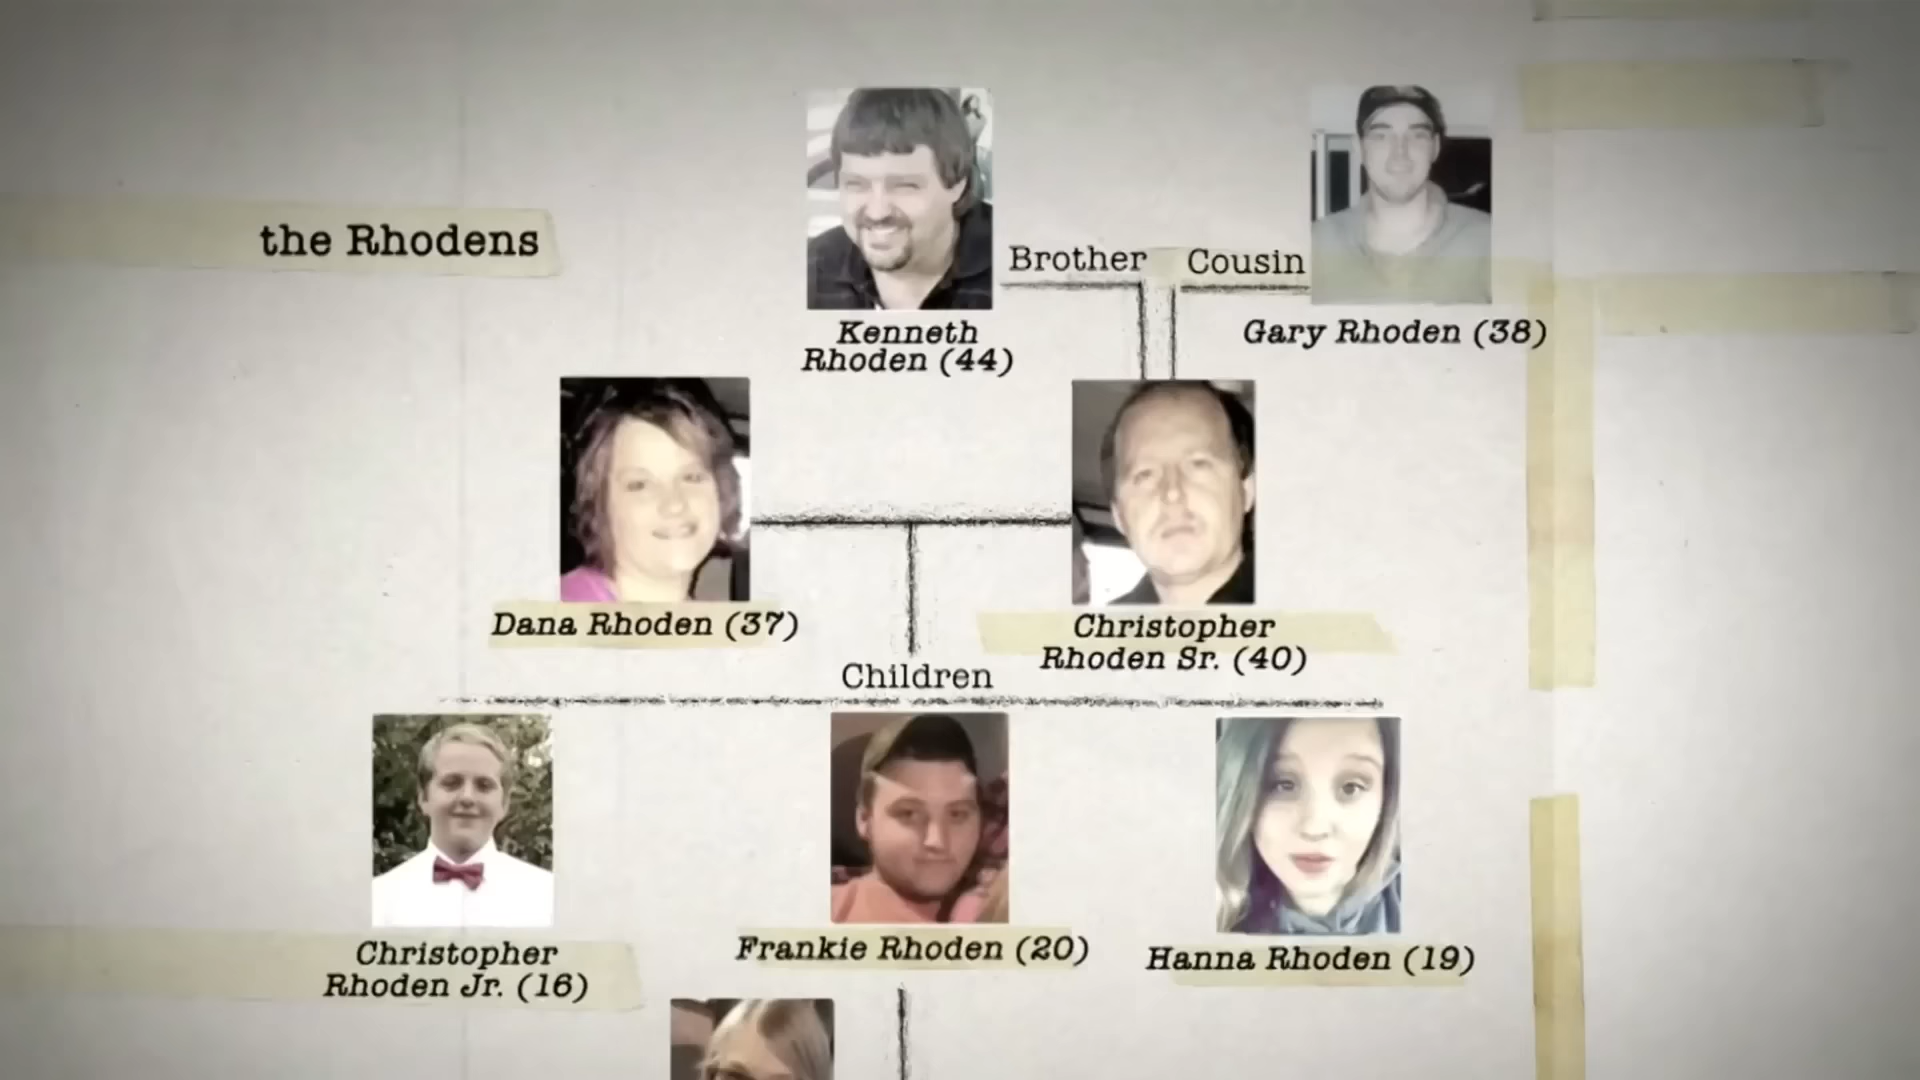 the Rhodens
Brother
Cousin
Kenneth
Rhoden (44)
Gary Rhoden (38)
Dana Rhoden (37)
Christopher
Rhoden Sr. (40)
Children
Christopher
Rhoden Jr. (16)
Frankie Rhoden (20)
Hanna Rhoden (19)